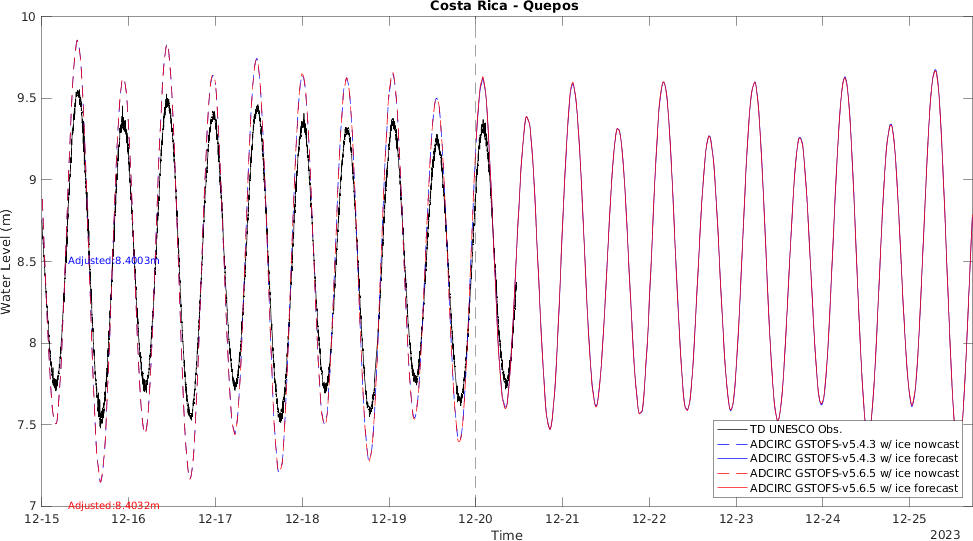 Costa Rica - Quepos
10
9.5
9
8.5
8
7.5
7
Water Level (m)
Adjusted:8.4003m
Adjusted:8.4032m
TD UNESCO Obs.
ADCIRC GSTOFS-v5.4.3 w/ ice nowcast
ADCIRC GSTOFS-v5.4.3 w/ ice forecast
ADCIRC GSTOFS-v5.6.5 w/ ice nowcast
ADCIRC GSTOFS-v5.6.5 w/ ice forecast
12-15 12-16 12-17 12-18 12-19 12-20 12-21 12-22 12-23 12-24 12-25
Time
2023